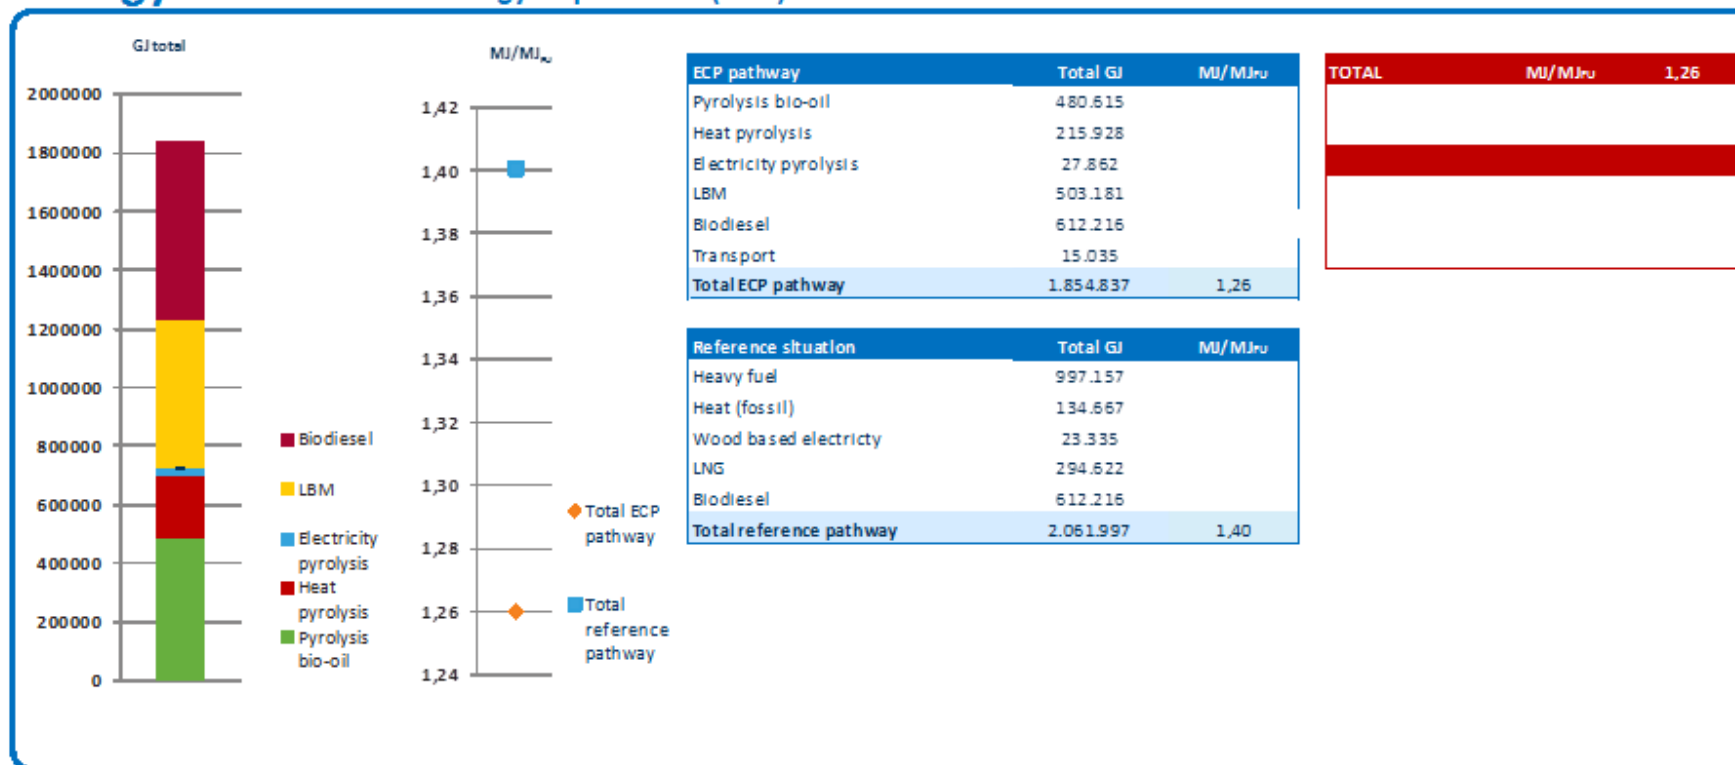 GJ total
2000000
1800000
1600000
1400000
1200000
1000000
800000
600000
400000
200000
0
Biodiesel
LBM
Electricity
pyrolysis
Heat
pyrolysis
Pyrolysis
bio-oil
MJ/MJFU
1,42
1,40
1,38
1,36
1,34
1,32
1,30
1,28
1,26
1,24
Total ECP
pathway
Total
reference
pathway
ECP pathway Total GJ MJ/MJFU
Pyrolysis bio-oil 480.615
Heat pyrolysis 215.928
Electricity pyrolysis 27.862
LBM 503.181
Biodiesel 612.216
Transport 15.035
Total ECP pathway 1.854.837 1,26
Reference situation Total GJ MJ/MJFU
Heavy fuel 997.157
Heat (fossil) 134.667
Wood based electricty 23.335
LNG 294.622
Biodiesel 612.216
Total reference pathway 2.061.997 1,40
TOTAL MJ/MJFU 1,26